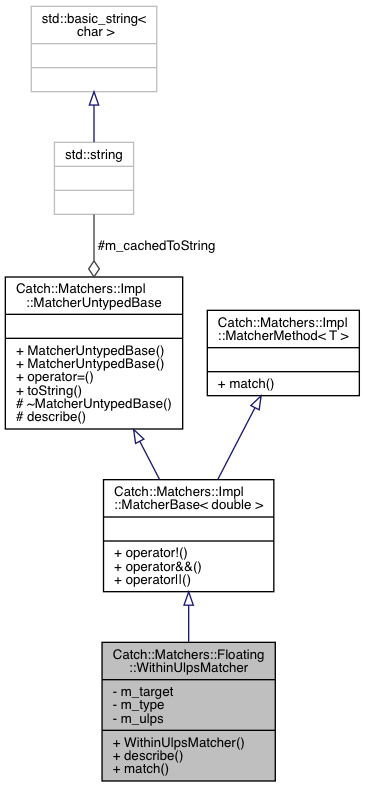 std::basic_string<
char >
std::string
#m_cachedToString
Catch::Matchers::Impl
::MatcherUntypedBase
+ MatcherUntypedBase()
+ MatcherUntypedBase()
+ operator=()
+ toString()
# ~MatcherUntypedBase()
# describe()
Catch::Matchers::Impl
::MatcherMethod< T >
+ match()
Catch::Matchers::Impl
::MatcherBase< double >
+ operator!()
+ operator&&()
+ operator||()
Catch::Matchers::Floating
::WithinUlpsMatcher
- m_target
- m_type
- m_ulps
+ WithinUlpsMatcher()
+ describe()
+ match()